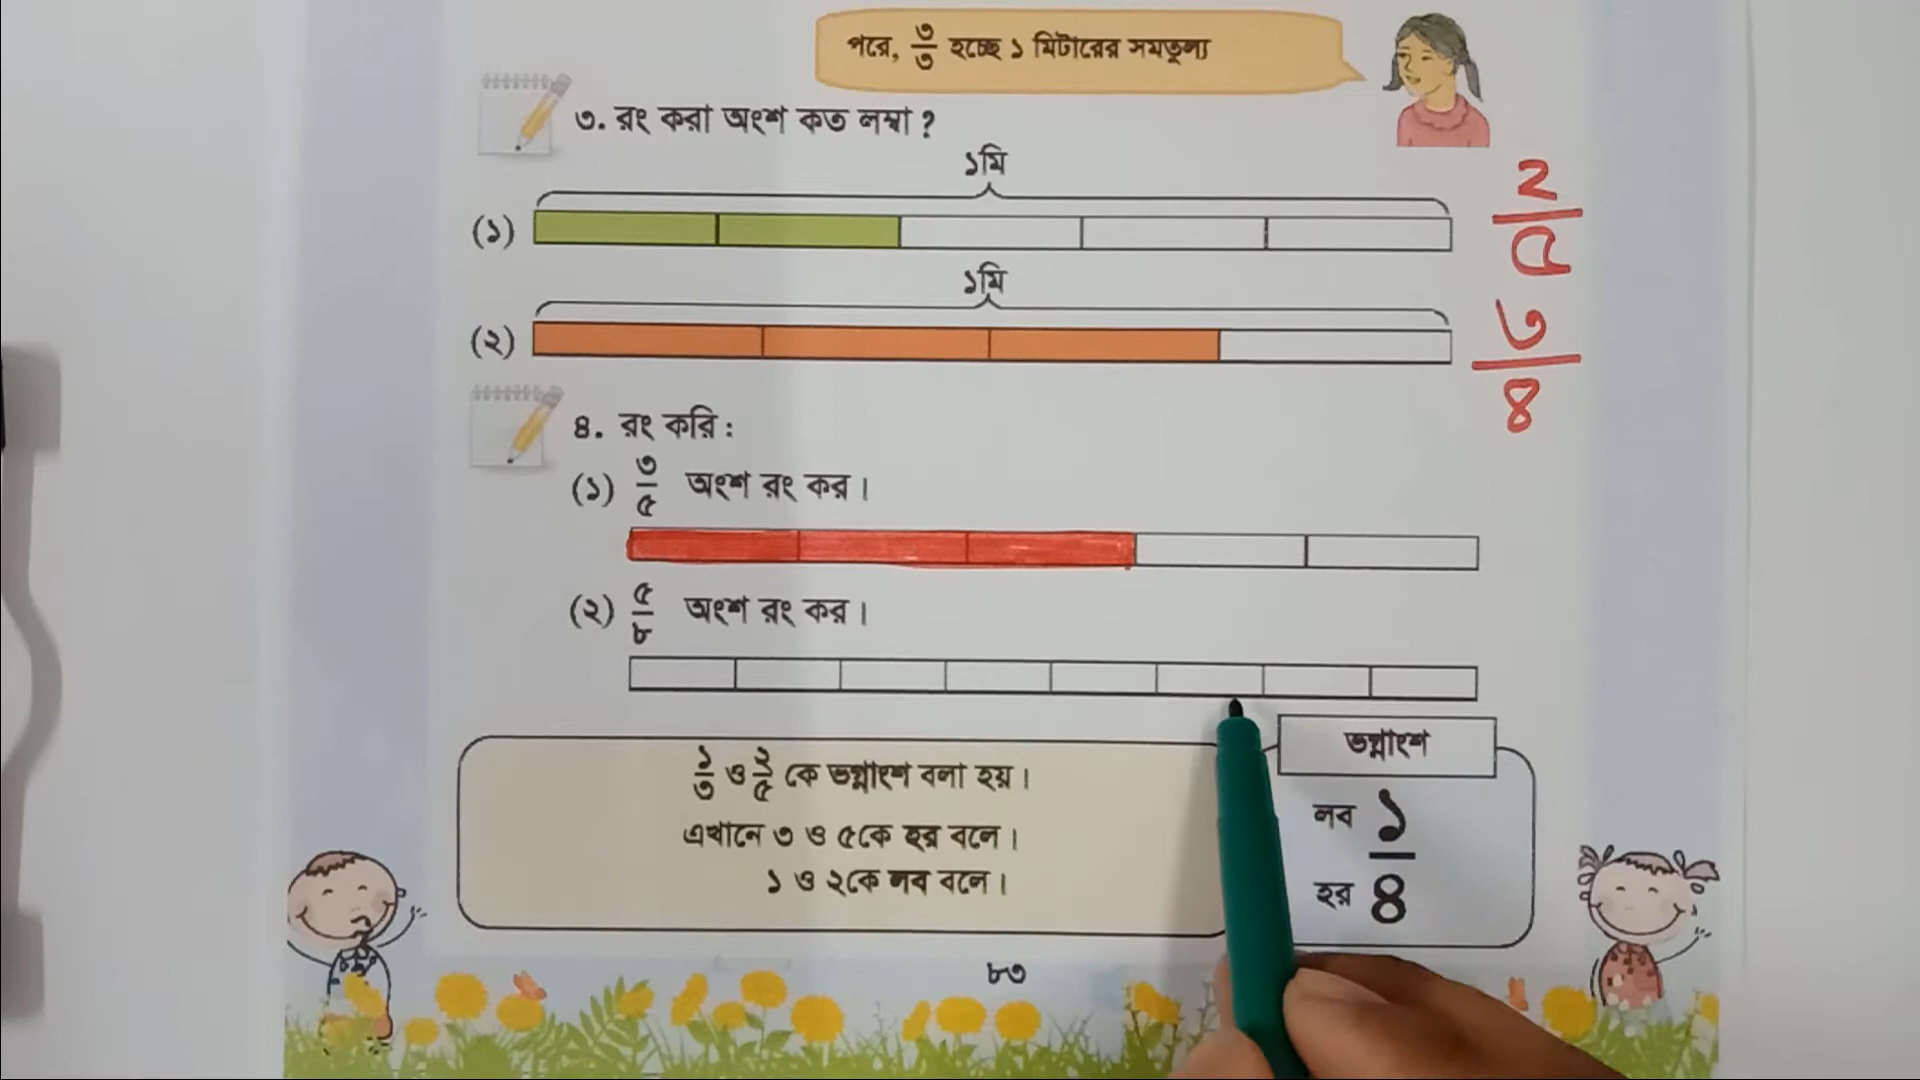 পরে, ৩/৩ হচ্ছে ১ মিটারের সমতুল্য
৩. রং করা অংশ কত লম্বা ?
১মি
(১)
২/৫
১মি
(২)
৩/৪
৪. রং করি :
(১) ৩/৫ অংশ রং কর।
(২) ৫/৮ অংশ রং কর।
১/৩ ও ২/৫ কে ভগ্নাংশ বলা হয়।
এখানে ৩ ও ৫কে হর বলে।
১ ও ২কে লব বলে।
ভগ্নাংশ
লব ১
হর ৪
৮৩